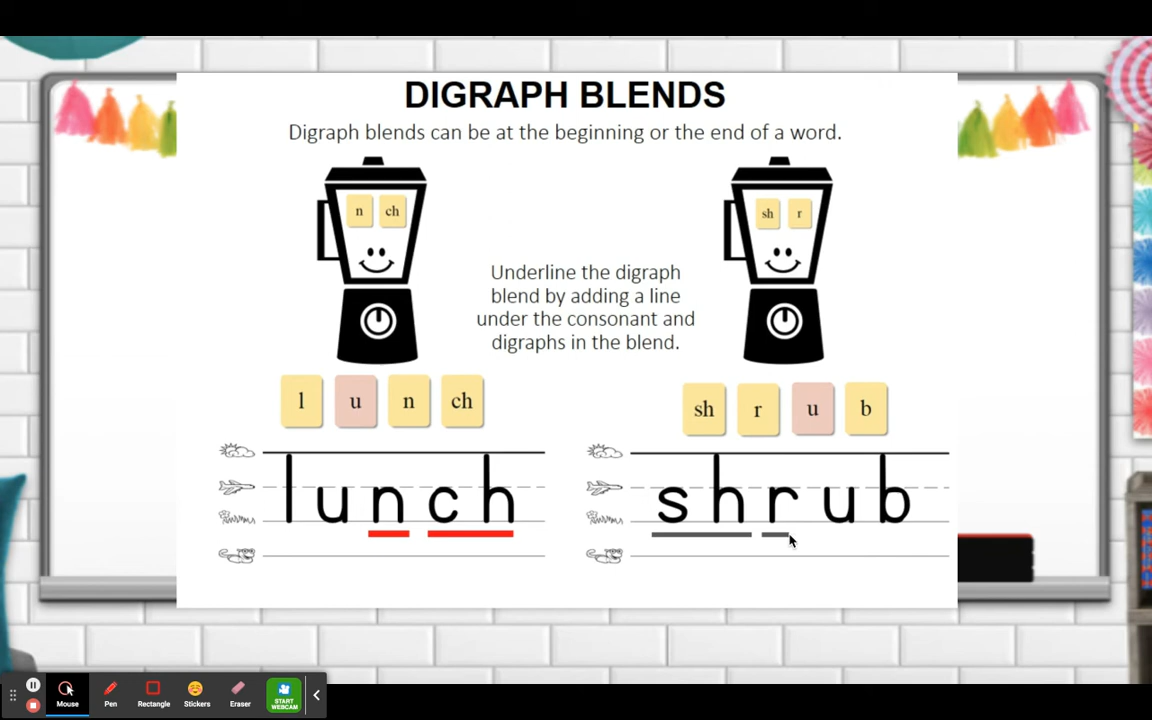 DIGRAPH BLENDS
Digraph blends can be at the beginning or the end of a word.
n ch
sh r
Underline the digraph
blend by adding a line
under the consonant and
digraphs in the blend.
l u n ch
sh r u b
lunch
shrub
Mouse
Pen
Rectangle
Stickers
Eraser
START
WEBCAM